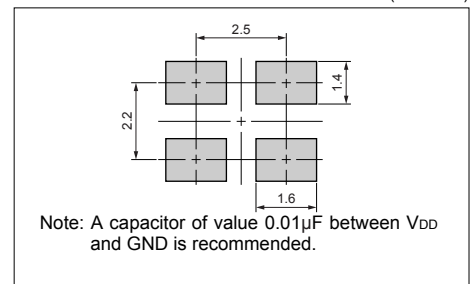 2.5
1.4
2.2
1.6
Note: A capacitor of value 0.01µF between VDD
and GND is recommended.